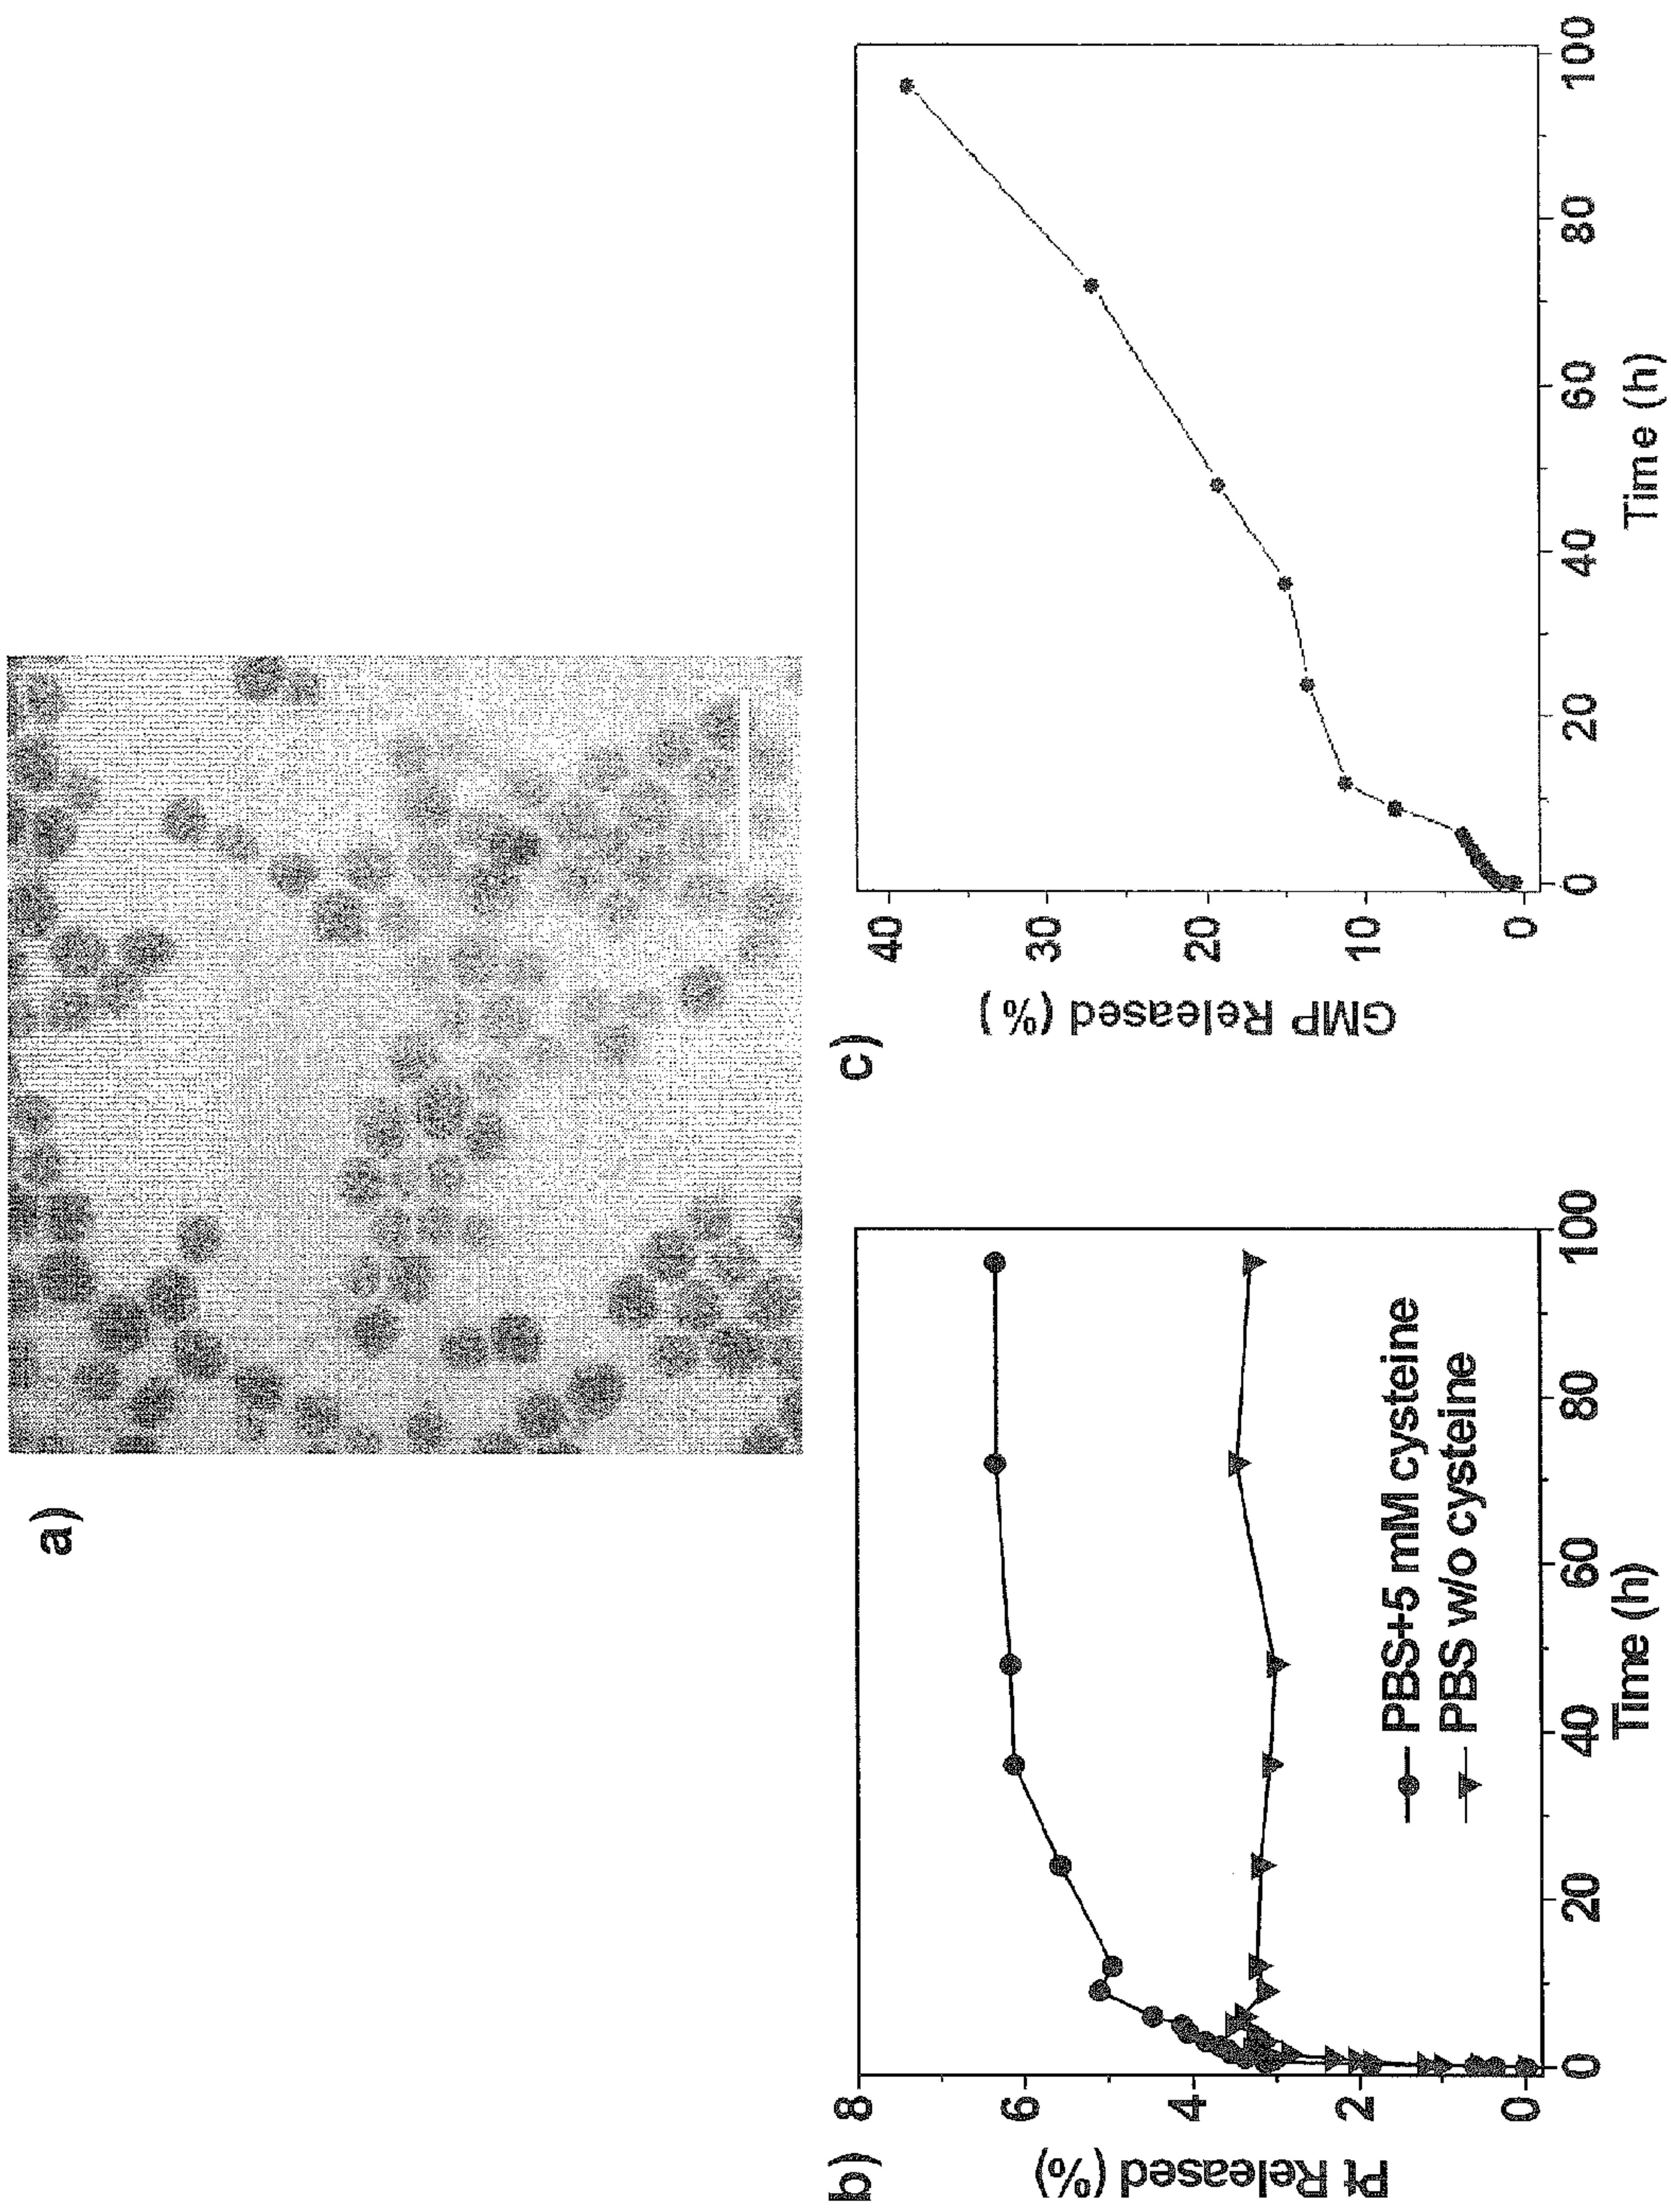 a)
b)
Pt Released (%)
8
6
4
2
0
0
20
40
60
80
100
Time (h)
PBS+5 mM cysteine
PBS w/o cysteine
c)
GMP Released (%)
40
30
20
10
0
0
20
40
60
80
100
Time (h)